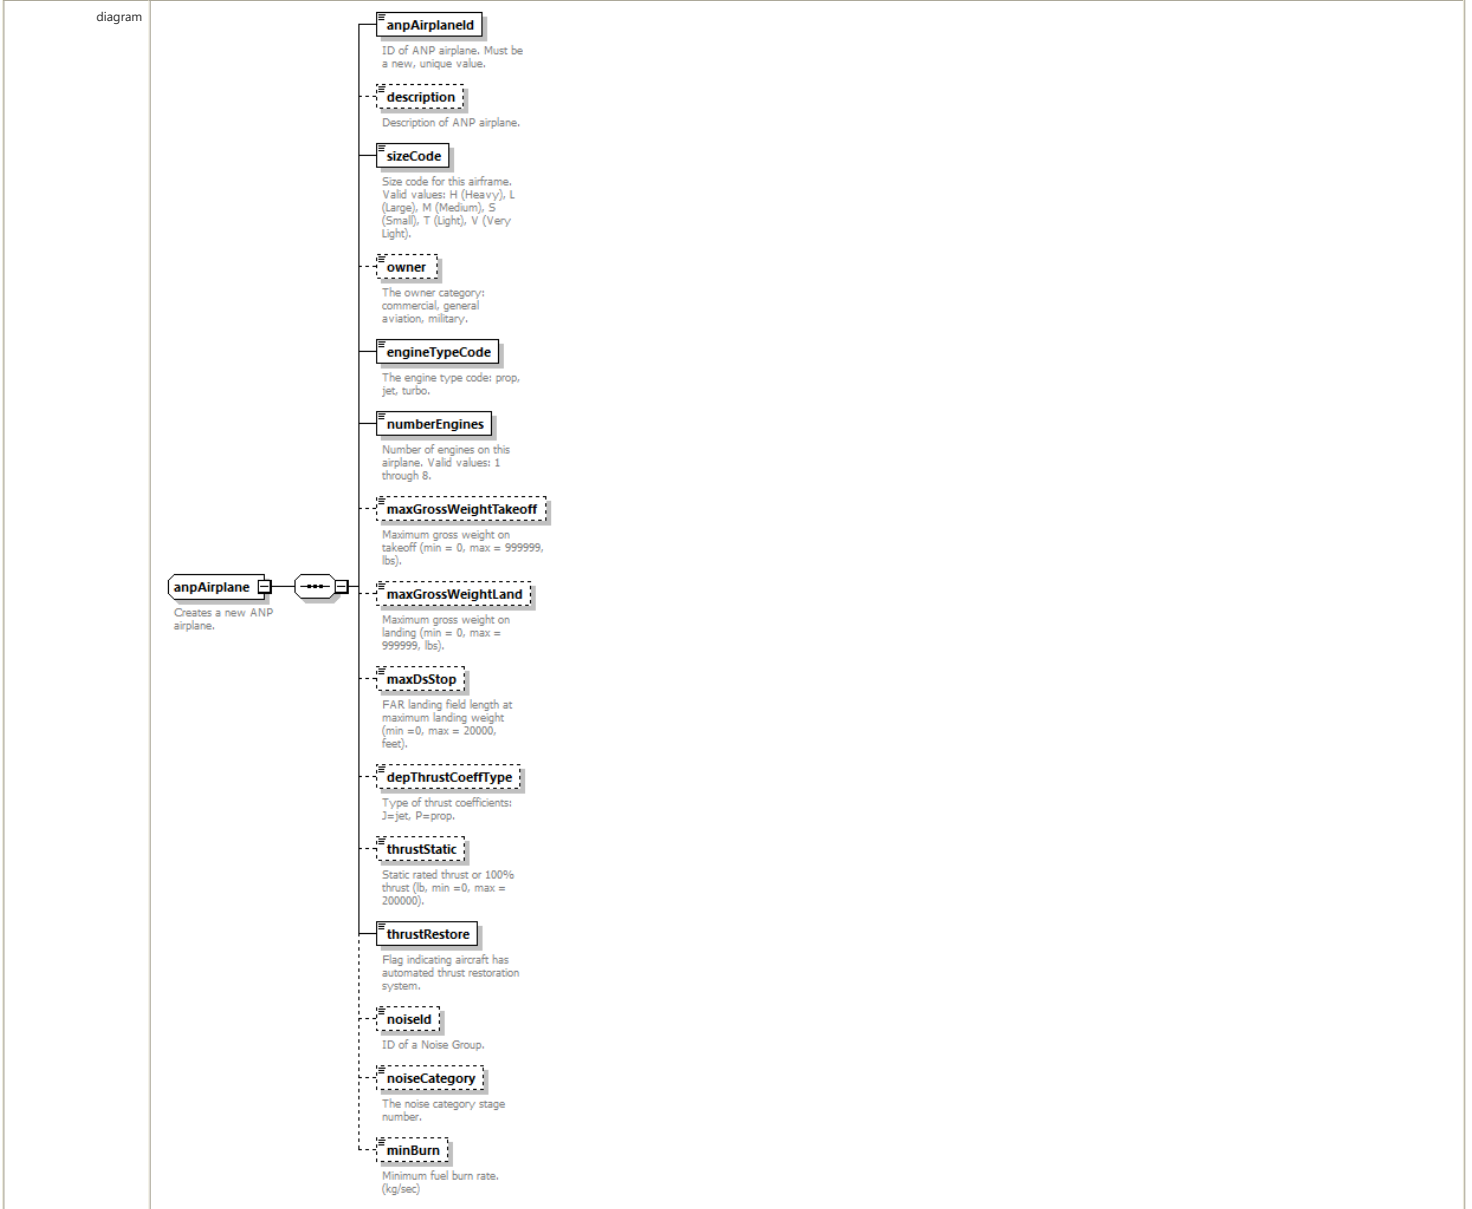 diagram
anpAirplaneId
ID of ANP airplane. Must be
a new, unique value.
description
Description of ANP airplane.
sizeCode
Size code for this airframe.
Valid values: H (Heavy), L
(Large), M (Medium), S
(Small), T (Light), V (Very
Light).
owner
The owner category:
commercial, general
aviation, military.
engineTypeCode
The engine type code: prop,
jet, turbo.
numberEngines
Number of engines on this
airplane. Valid values: 1
through 8.
maxGrossWeightTakeoff
Maximum gross weight on
takeoff (min = 0, max = 999999,
lbs).
anpAirplane
Creates a new ANP
airplane.
maxGrossWeightLand
Maximum gross weight on
landing (min = 0, max =
999999, lbs).
maxDsStop
FAR landing field length at
maximum landing weight
(min =0, max = 20000,
feet).
depThrustCoeffType
Type of thrust coefficients:
J=jet, P=prop.
thrustStatic
Static rated thrust or 100%
thrust (lb, min =0, max =
200000).
thrustRestore
Flag indicating aircraft has
automated thrust restoration
system.
noiseId
ID of a Noise Group.
noiseCategory
The noise category stage
number.
minBurn
Minimum fuel burn rate.
(kg/sec)